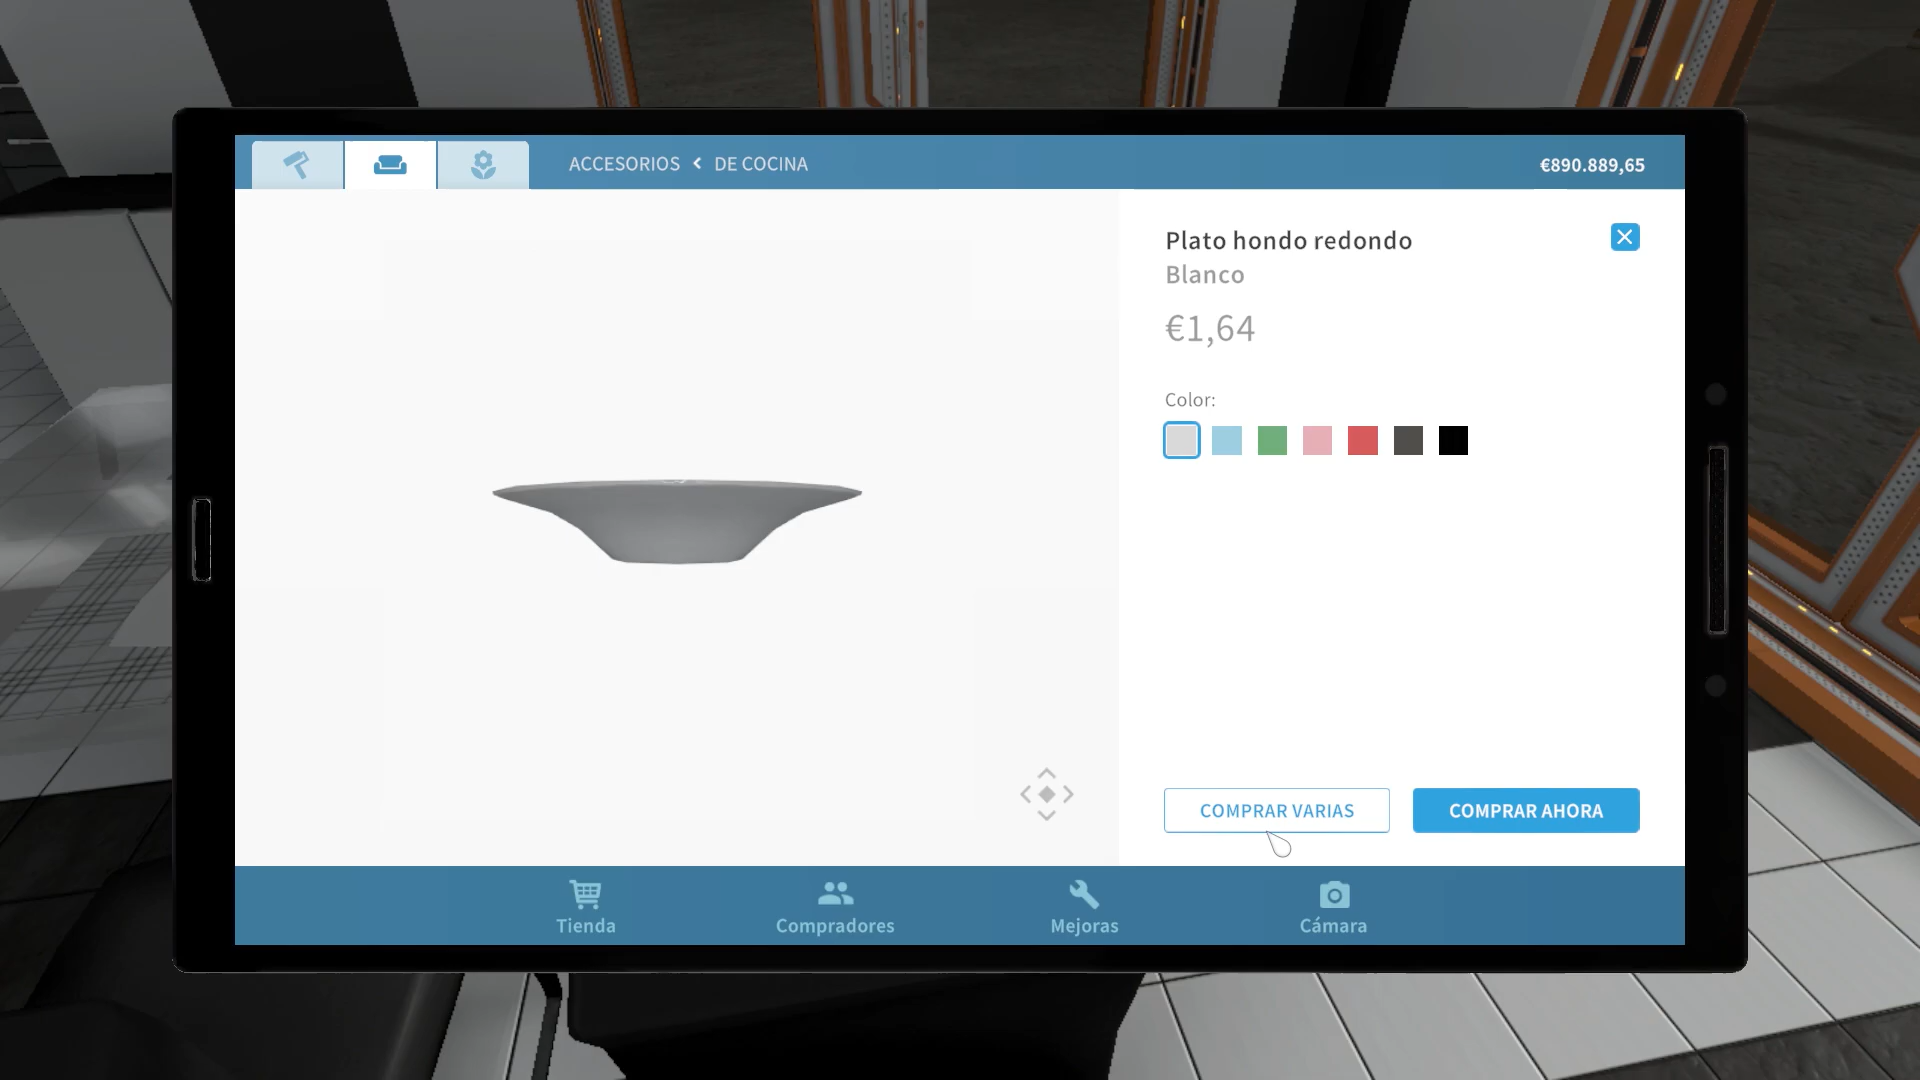 ACCESORIOS < DE COCINA
€890.889,65
Plato hondo redondo
Blanco
€1,64
Color:
COMPRAR VARIAS
COMPRAR AHORA
Tienda
Compradores
Mejoras
Cámara